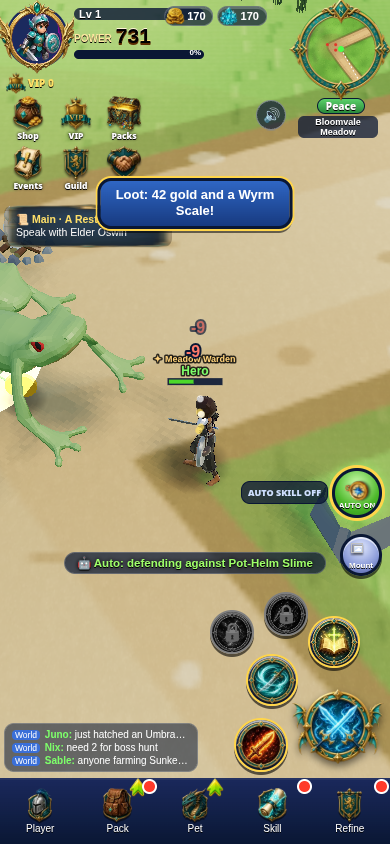 Lv 1
170
170
POWER 731
0%
VIP 0
VIP
Shop
VIP
Packs
Peace
Bloomvale
Meadow
Events
Guild
Loot: 42 gold and a Wyrm
Scale!
Main · A Rest
Speak with Elder Oswin
-9
-9
Meadow Warden
Hero
AUTO SKILL OFF
AUTO ON
Mount
Auto: defending against Pot-Helm Slime
World Juno: just hatched an Umbra…
World Nix: need 2 for boss hunt
World Sable: anyone farming Sunke…
Player
Pack
Pet
Skill
Refine